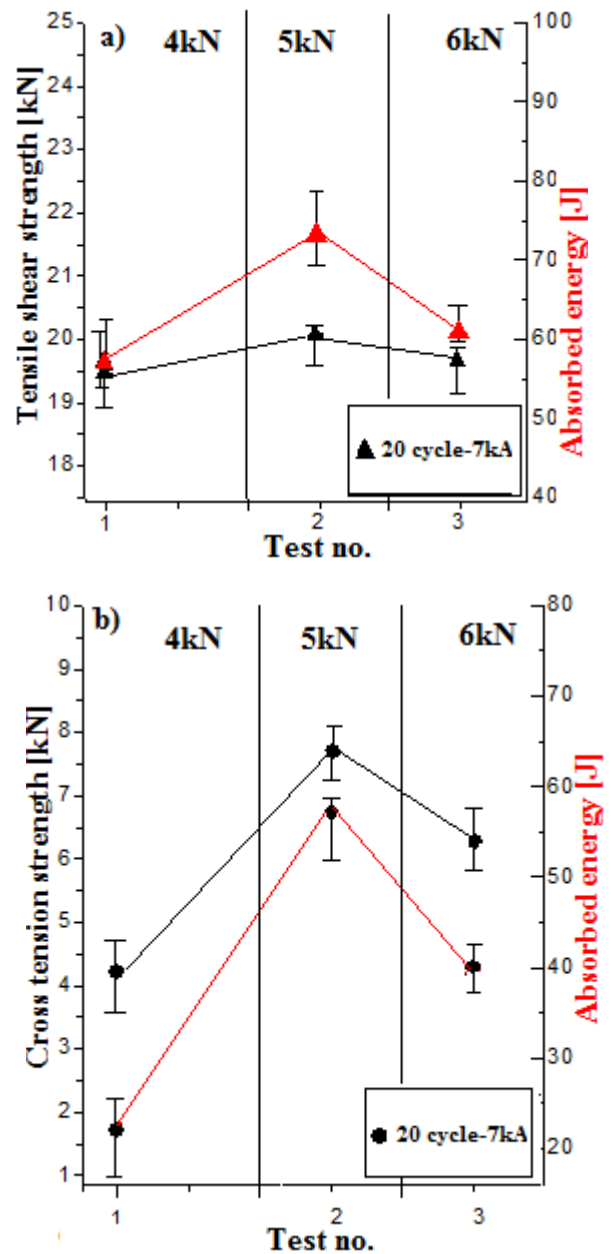 a)
4kN 5kN 6kN
Tensile shear strength [kN]
25
24
23
22
21
20
19
18
100
90
80
70
60
50
40
Absorbed energy [J]
20 cycle-7kA
1 2 3
Test no.
b)
4kN 5kN 6kN
Cross tension strength [kN]
10
9
8
7
6
5
4
3
2
1
80
70
60
50
40
30
20
Absorbed energy [J]
20 cycle-7kA
1 2 3
Test no.